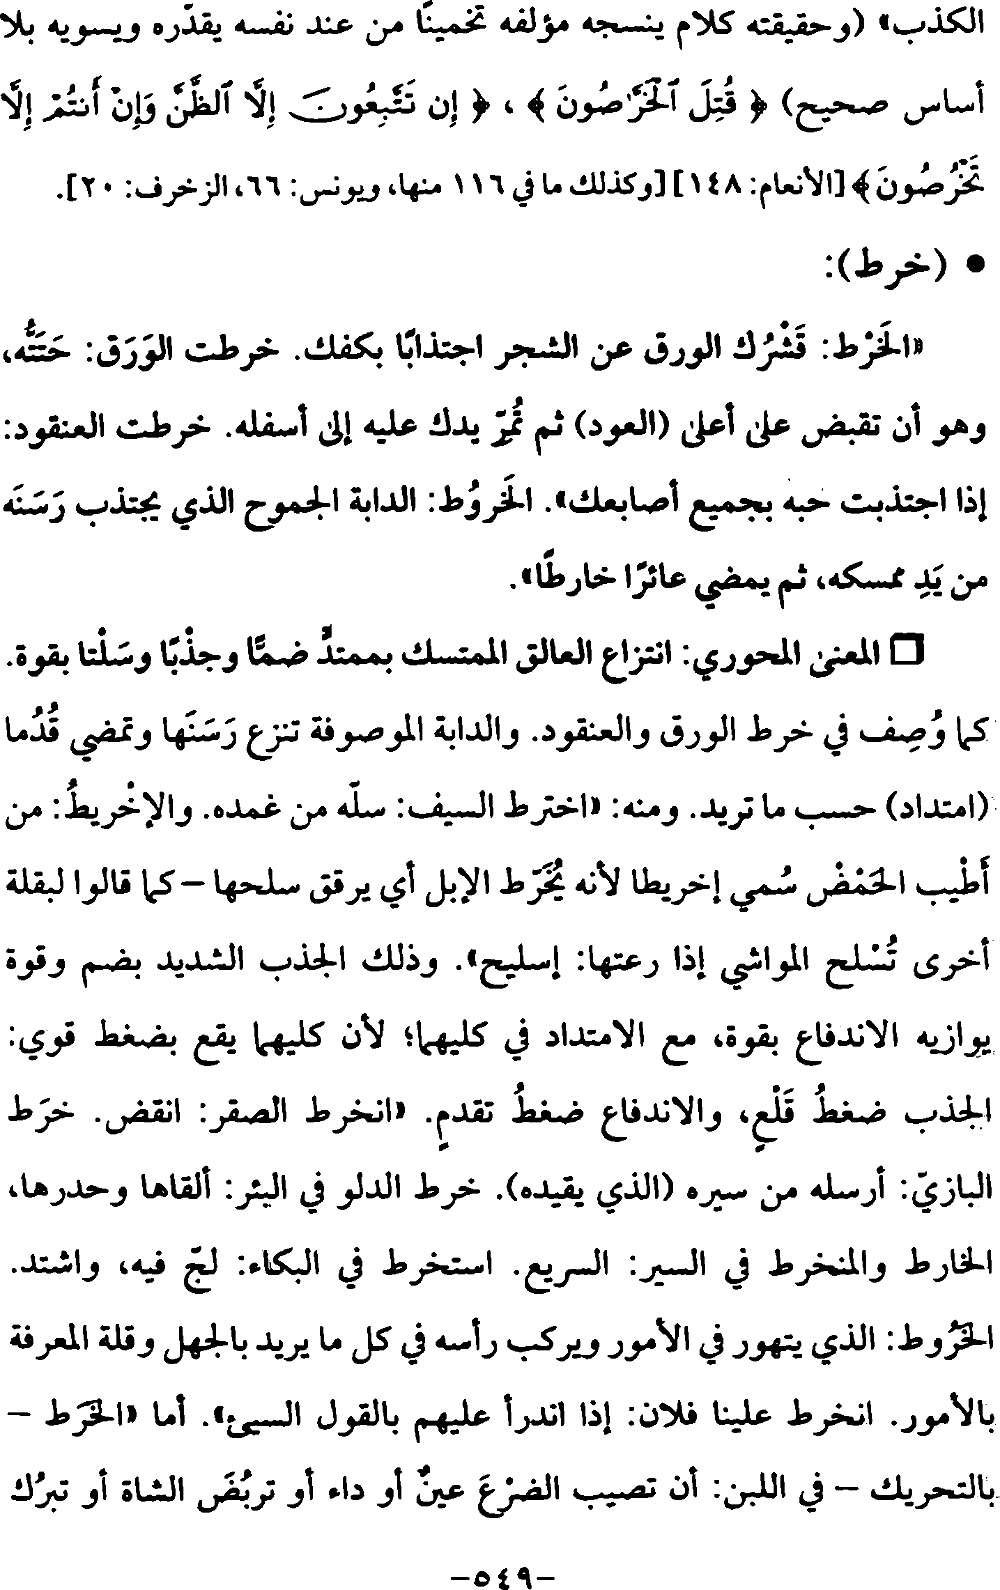 الكذب» (وحقيقته كلام ينسجه مؤلفه تخمينًا من عند نفسه يقدّره ويسويه بلا
أساس صحيح) ﴿ قُتِلَ ٱلْخَرَّٰصُونَ ﴾ ، ﴿ إِن تَتَّبِعُونَ إِلَّا ٱلظَّنَّ وَإِنْ أَنتُمْ إِلَّا
تَخْرُصُونَ ﴾ [الأنعام: ١٤٨] [وكذلك ما في ١١٦ منها، ويونس: ٦٦، الزخرف: ٢٠].
● (خرط):
«الخَرْط: قَشْرُك الورق عن الشجر اجتذابًا بكفك. خرطت الوَرَق: حَتَتُّه،
وهو أن تقبض على أعلى (العود) ثم تُمِرّ يدك عليه إلى أسفله. خرطت العنقود:
إذا اجتذبت حبه بجميع أصابعك». الخَروُط: الدابة الجموح الذي يجتذب رَسَنَه
من يَدِ ممسكه، ثم يمضي عائرًا خارطًا».
□ المعنى المحوري: انتزاع العالق الممتسك بممتدٍّ ضمًّا وجذْبًا وسَلْتا بقوة.
كما وُصِف في خرط الورق والعنقود. والدابة الموصوفة تنزع رَسَنَها وتمضي قُدُما
(امتداد) حسب ما تريد. ومنه: «اخترط السيف: سلّه من غمده. والإخْريطُ: من
أَطْيب الحَمْضْ سُمي إخريطا لأنه يُخَرّط الإبل أي يرقق سلحها – كما قالوا لبقلة
أخرى تُسْلح المواشي إذا رعتها: إسليح». وذلك الجذب الشديد بضم وقوة
يوازيه الاندفاع بقوة، مع الامتداد في كليهما؛ لأن كليهما يقع بضغط قوي:
الجذب ضغطُ قَلْعٍ، والاندفاع ضغطُ تقدمٍ. «انخرط الصقر: انقض. خرَط
البازيّ: أرسله من سيره (الذي يقيده). خرط الدلو في البئر: ألقاها وحدرها،
الخارط والمنخرط في السير: السريع. استخرط في البكاء: لجّ فيه، واشتد.
الخَرُوط: الذي يتهور في الأمور ويركب رأسه في كل ما يريد بالجهل وقلة المعرفة
بالأمور. انخرط علينا فلان: إذا اندرأ عليهم بالقول السيئ». أما «الخَرَط –
بالتحريك – في اللبن: أن تصيب الضرْعَ عينٌ أو داء أو تربُضَ الشاة أو تبرُك
-٥٤٩-